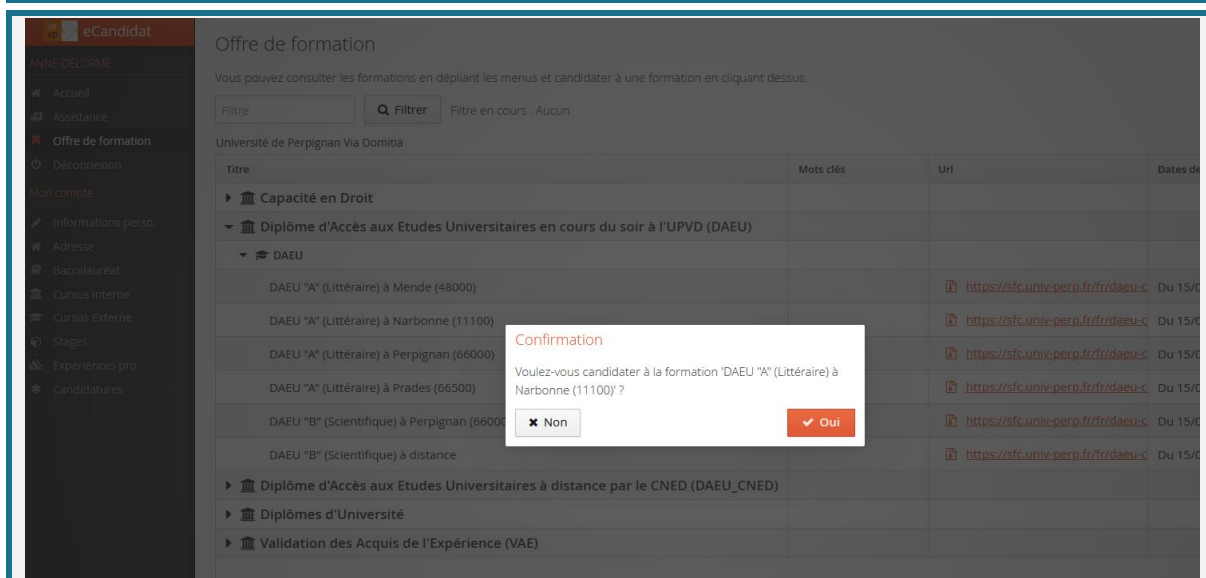 eCandidat
ANNE DELORME
Accueil
Assistance
Offre de formation
Déconnexion
Mon compte
Informations perso.
Adresse
Baccalauréat
Cursus Interne
Cursus Externe
Stages
Expériences pro.
Candidatures
Offre de formation
Vous pouvez consulter les formations en dépliant les menus et candidater à une formation en cliquant dessus.
Filtre Filtrer Filtre en cours : Aucun
Université de Perpignan Via Domitia
Titre Mots clés Url Dates de
Capacité en Droit
Diplôme d'Accès aux Etudes Universitaires en cours du soir à l'UPVD (DAEU)
DAEU
DAEU "A" (Littéraire) à Mende (48000) https://sfc.univ-perp.fr/fr/daeu-c Du 15/0
DAEU "A" (Littéraire) à Narbonne (11100) https://sfc.univ-perp.fr/fr/daeu-c Du 15/0
DAEU "A" (Littéraire) à Perpignan (66000) https://sfc.univ-perp.fr/fr/daeu-c Du 15/0
DAEU "A" (Littéraire) à Prades (66500) https://sfc.univ-perp.fr/fr/daeu-c Du 15/0
DAEU "B" (Scientifique) à Perpignan (66000 https://sfc.univ-perp.fr/fr/daeu-c Du 15/0
DAEU "B" (Scientifique) à distance https://sfc.univ-perp.fr/fr/daeu-c Du 15/0
Diplôme d'Accès aux Etudes Universitaires à distance par le CNED (DAEU_CNED)
Diplômes d'Université
Validation des Acquis de l'Expérience (VAE)
Confirmation
Voulez-vous candidater à la formation 'DAEU "A" (Littéraire) à
Narbonne (11100)' ?
Non Oui